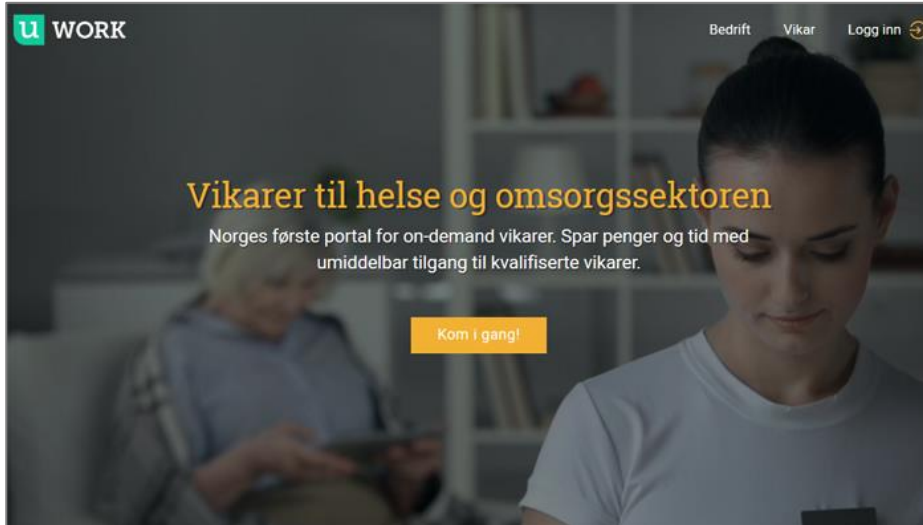 u WORK
Bedrift Vikar Logg inn
Vikarer til helse og omsorgssektoren
Norges første portal for on-demand vikarer. Spar penger og tid med
umiddelbar tilgang til kvalifiserte vikarer.
Kom i gang!